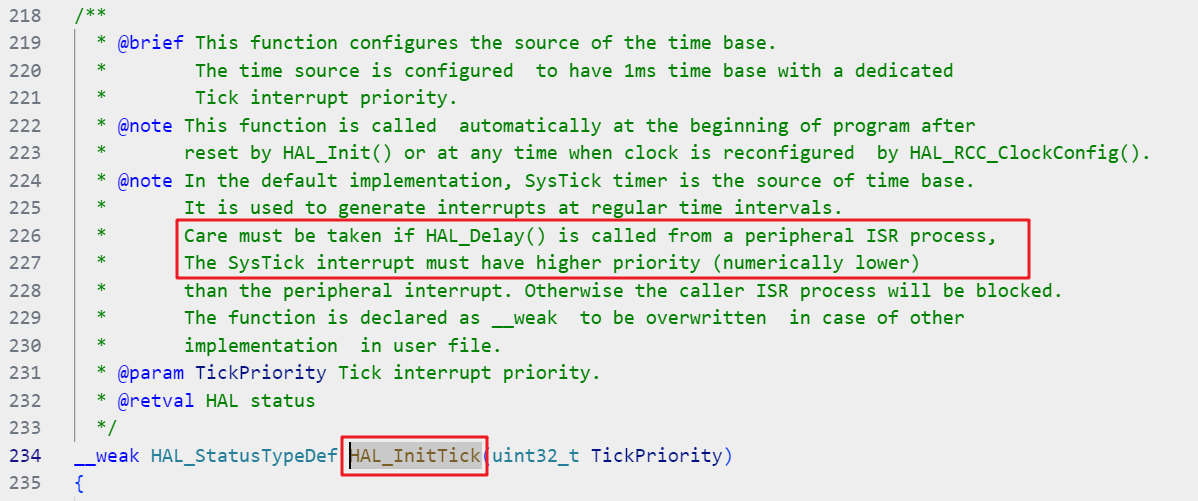 218 /**
219 * @brief This function configures the source of the time base.
220 * The time source is configured  to have 1ms time base with a dedicated
221 * Tick interrupt priority.
222 * @note This function is called  automatically at the beginning of program after
223 * reset by HAL_Init() or at any time when clock is reconfigured  by HAL_RCC_ClockConfig().
224 * @note In the default implementation, SysTick timer is the source of time base.
225 * It is used to generate interrupts at regular time intervals.
226 * Care must be taken if HAL_Delay() is called from a peripheral ISR process,
227 * The SysTick interrupt must have higher priority (numerically lower)
228 * than the peripheral interrupt. Otherwise the caller ISR process will be blocked.
229 * The function is declared as __weak  to be overwritten  in case of other
230 * implementation  in user file.
231 * @param TickPriority Tick interrupt priority.
232 * @retval HAL status
233 */
234 __weak HAL_StatusTypeDef HAL_InitTick(uint32_t TickPriority)
235 {